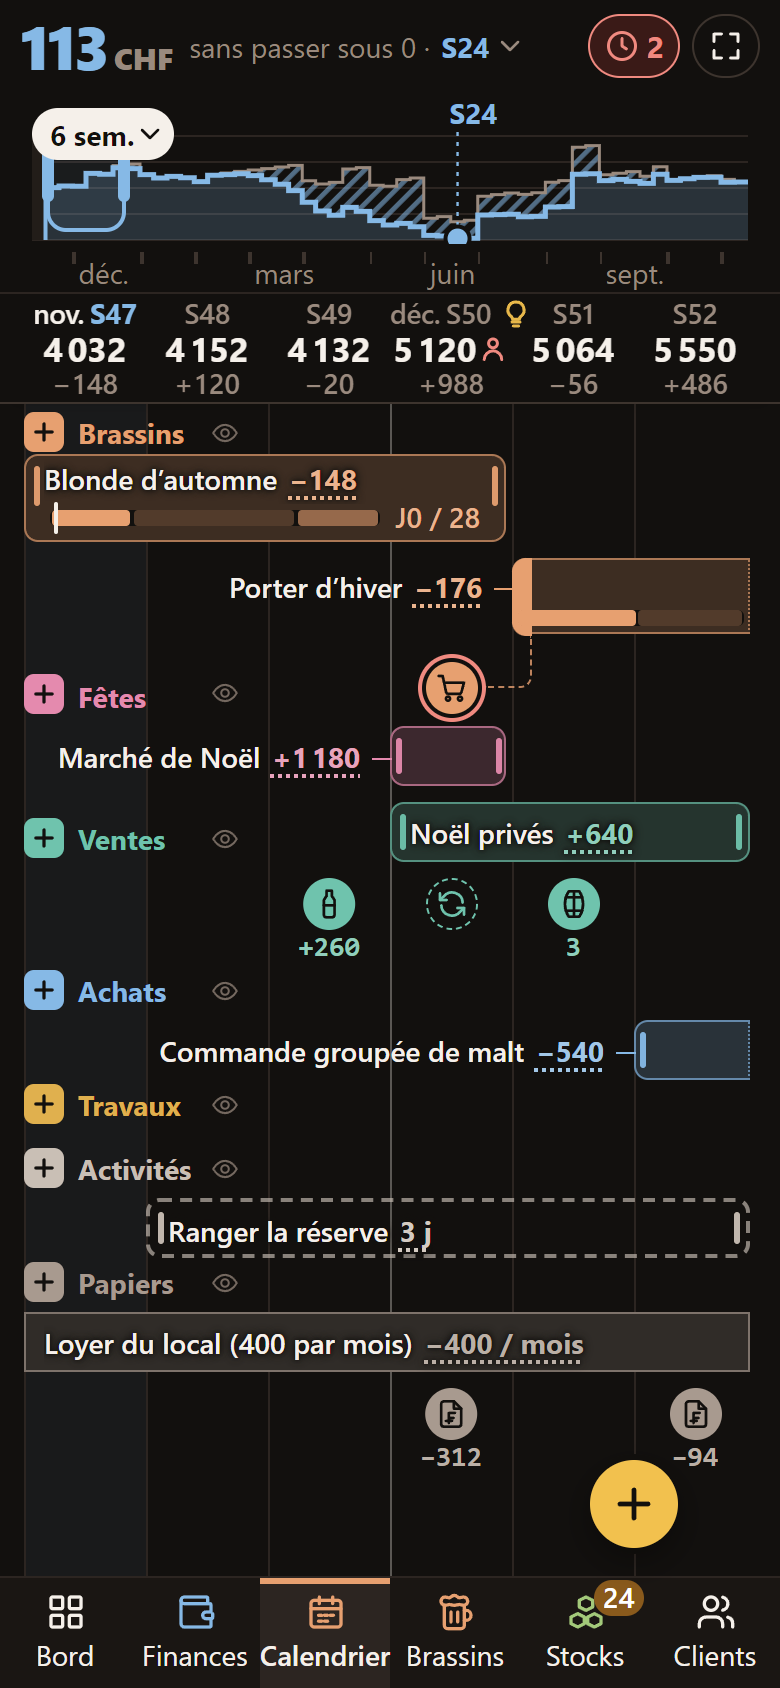 113 CHF sans passer sous 0 · S24 2
6 sem.
S24
déc. mars juin sept.
nov. S47 S48 S49 déc. S50 S51 S52
4 032 4 152 4 132 5 120 5 064 5 550
−148 +120 −20 +988 −56 +486
Brassins
Blonde d’automne −148
J0 / 28
Porter d’hiver −176
Fêtes
Marché de Noël +1 180
Ventes
Noël privés +640
+260 3
Achats
Commande groupée de malt −540
Travaux
Activités
Ranger la réserve 3 j
Papiers
Loyer du local (400 par mois) −400 / mois
−312 −94
24
Bord Finances Calendrier Brassins Stocks Clients